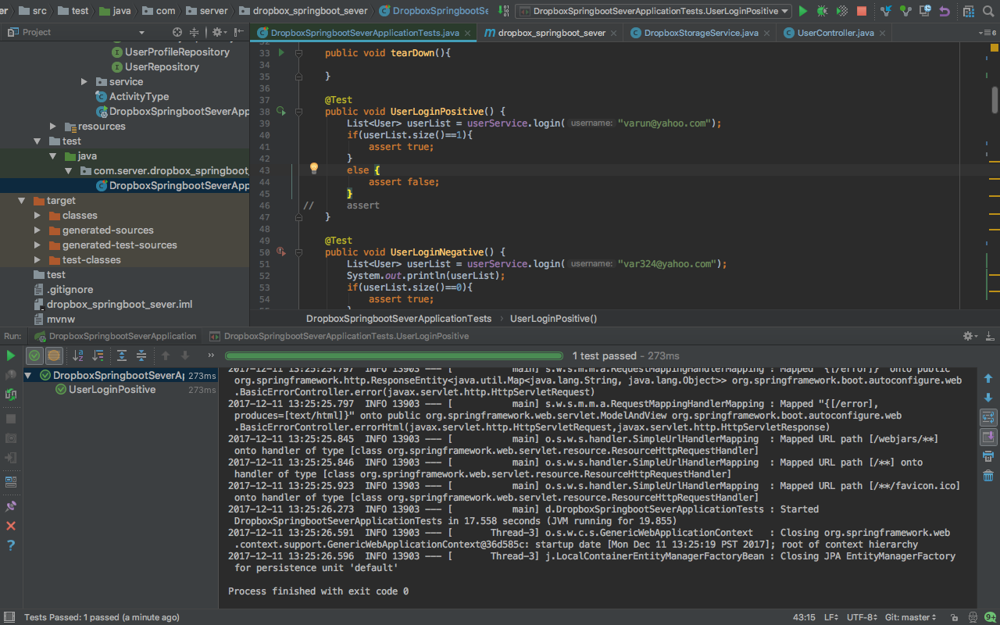 er src test java com server dropbox_springboot_sever DropboxSpringbootSe DropboxSpringbootSeverApplicationTests.UserLoginPositive
Project
DropboxSpringbootSeverApplicationTests.java dropbox_springboot_sever DropboxStorageService.java UserController.java 6
UserProfileRepository
UserRepository
service
ActivityType
DropboxSpringbootSeverApp
resources
test
java
com.server.dropbox_springboot_
DropboxSpringbootSeverApp
target
classes
generated-sources
generated-test-sources
test-classes
test
.gitignore
dropbox_springboot_sever.iml
mvnw
32
33 public void tearDown(){
34
35 }
36
37 @Test
38 public void UserLoginPositive() {
39 List<User> userList = userService.login( username: "varun@yahoo.com");
40 if(userList.size()==1){
41 assert true;
42 }
43 else {
44 assert false;
45 }
46 // assert
47 }
48
49 @Test
50 public void UserLoginNegative() {
51 List<User> userList = userService.login( username: "var324@yahoo.com");
52 System.out.println(userList);
53 if(userList.size()==0){
54 assert true;
DropboxSpringbootSeverApplicationTests › UserLoginPositive()
Run: DropboxSpringbootSeverApplication DropboxSpringbootSeverApplicationTests.UserLoginPositive
1 test passed - 273ms
DropboxSpringbootSeverAp 273ms
UserLoginPositive 273ms
2017-12-11 13:25:25.797 INFO 13903 --- [ main] s.w.s.m.m.a.RequestMappingHandlerMapping : Mapped "{[/error]}" onto public
org.springframework.http.ResponseEntity<java.util.Map<java.lang.String, java.lang.Object>> org.springframework.boot.autoconfigure.web
.BasicErrorController.error(javax.servlet.http.HttpServletRequest)
2017-12-11 13:25:25.797 INFO 13903 --- [ main] s.w.s.m.m.a.RequestMappingHandlerMapping : Mapped "{[/error],
produces=[text/html]}" onto public org.springframework.web.servlet.ModelAndView org.springframework.boot.autoconfigure.web
.BasicErrorController.errorHtml(javax.servlet.http.HttpServletRequest,javax.servlet.http.HttpServletResponse)
2017-12-11 13:25:25.845 INFO 13903 --- [ main] o.s.w.s.handler.SimpleUrlHandlerMapping : Mapped URL path [/webjars/**]
onto handler of type [class org.springframework.web.servlet.resource.ResourceHttpRequestHandler]
2017-12-11 13:25:25.846 INFO 13903 --- [ main] o.s.w.s.handler.SimpleUrlHandlerMapping : Mapped URL path [/**] onto
handler of type [class org.springframework.web.servlet.resource.ResourceHttpRequestHandler]
2017-12-11 13:25:25.923 INFO 13903 --- [ main] o.s.w.s.handler.SimpleUrlHandlerMapping : Mapped URL path [/**/favicon.ico]
onto handler of type [class org.springframework.web.servlet.resource.ResourceHttpRequestHandler]
2017-12-11 13:25:26.273 INFO 13903 --- [ main] d.DropboxSpringbootSeverApplicationTests : Started
DropboxSpringbootSeverApplicationTests in 17.558 seconds (JVM running for 19.855)
2017-12-11 13:25:26.591 INFO 13903 --- [ Thread-3] o.s.w.c.s.GenericWebApplicationContext : Closing org.springframework.web
.context.support.GenericWebApplicationContext@36d585c: startup date [Mon Dec 11 13:25:19 PST 2017]; root of context hierarchy
2017-12-11 13:25:26.596 INFO 13903 --- [ Thread-3] j.LocalContainerEntityManagerFactoryBean : Closing JPA EntityManagerFactory
for persistence unit 'default'
Process finished with exit code 0
Tests Passed: 1 passed (a minute ago) 43:15 LF UTF-8 Git: master 9+